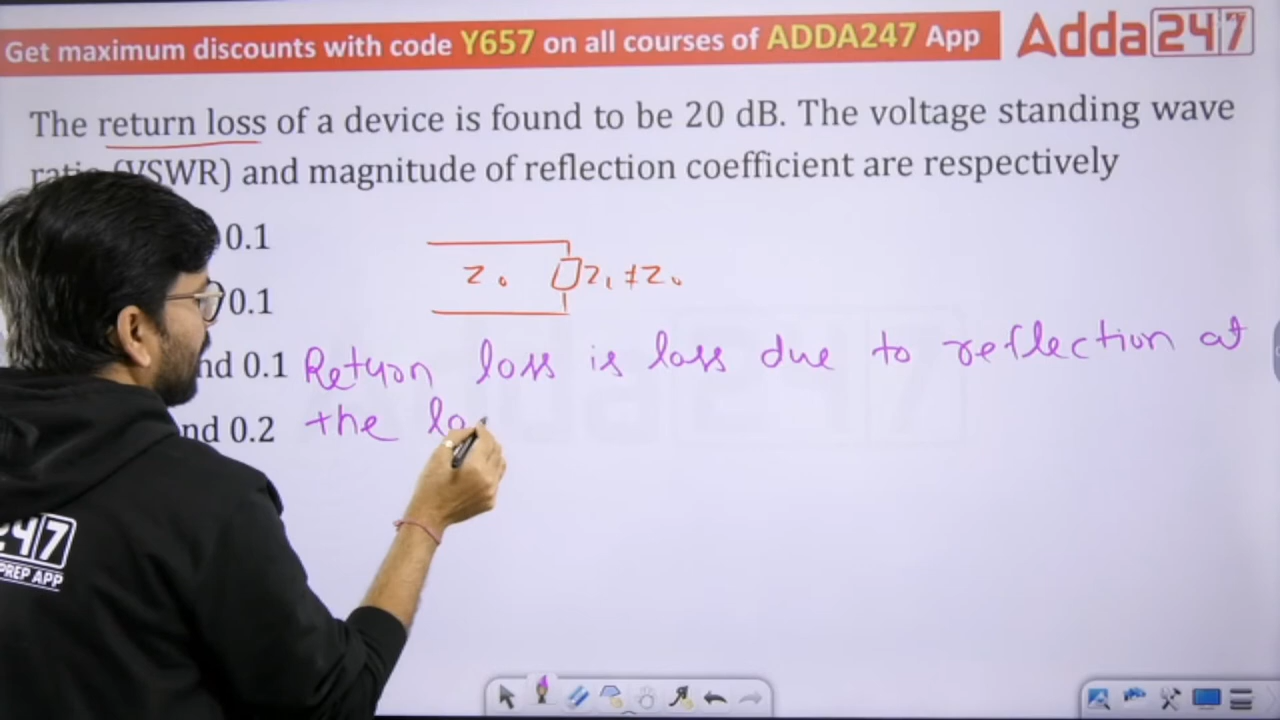 Get maximum discounts with code Y657 on all courses of ADDA247 App
Adda247
The return loss of a device is found to be 20 dB. The voltage standing wave
(VSWR) and magnitude of reflection coefficient are respectively
0.1
Z₀ Z₁ ≠ Z₀
0.1
nd 0.1
Return loss is loss due to reflection at
nd 0.2
the
247
PREP APP